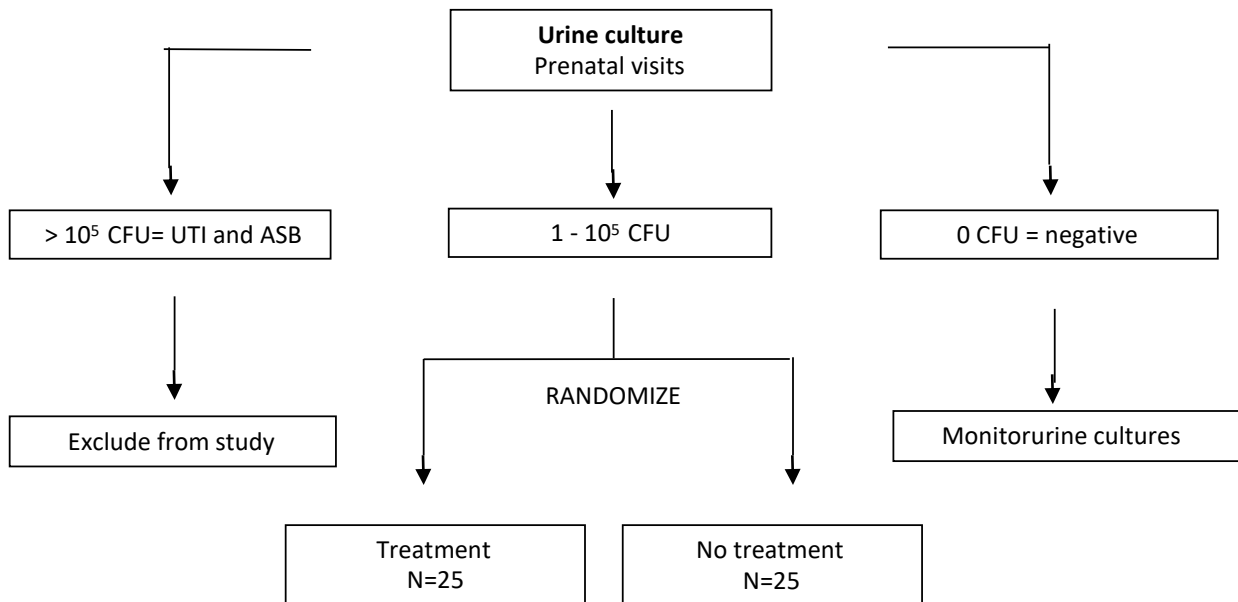 Urine culture
Prenatal visits
> 10⁵ CFU= UTI and ASB
1 - 10⁵ CFU
0 CFU = negative
RANDOMIZE
Exclude from study
Monitorurine cultures
Treatment
N=25
No treatment
N=25